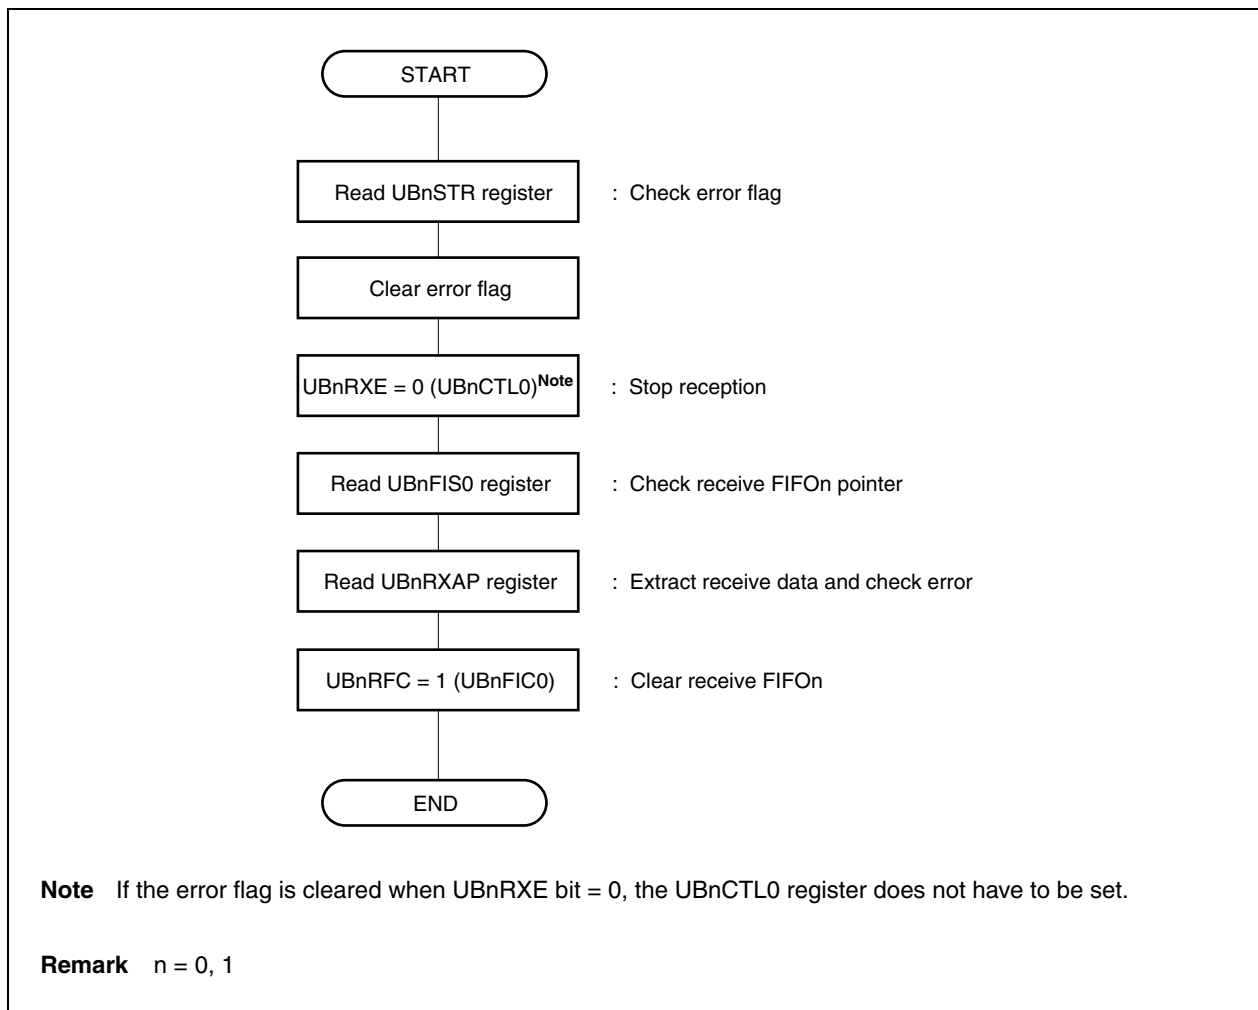 START
Read UBnSTR register : Check error flag
Clear error flag
UBnRXE = 0 (UBnCTL0)Note : Stop reception
Read UBnFIS0 register : Check receive FIFOn pointer
Read UBnRXAP register : Extract receive data and check error
UBnRFC = 1 (UBnFIC0) : Clear receive FIFOn
END
Note If the error flag is cleared when UBnRXE bit = 0, the UBnCTL0 register does not have to be set.
Remark n = 0, 1